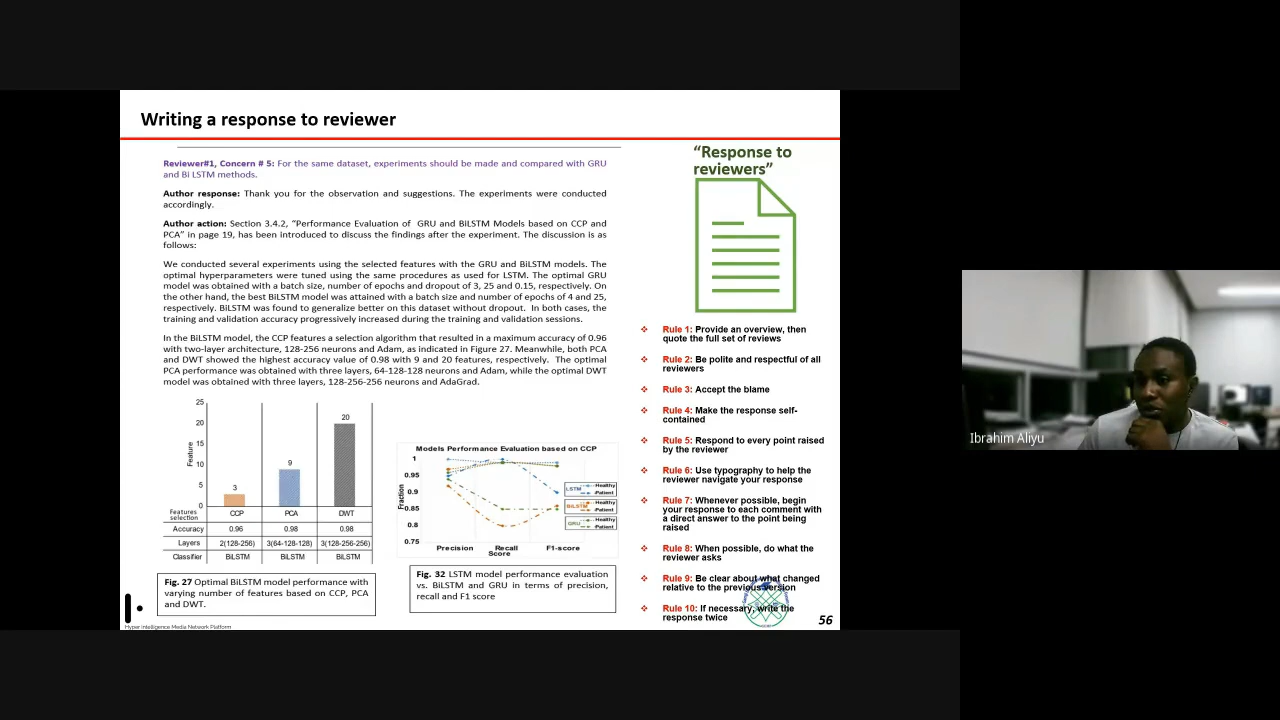 Writing a response to reviewer
Reviewer#1, Concern # 5: For the same dataset, experiments should be made and compared with GRU
and BI LSTM methods.
Author response: Thank you for the observation and suggestions. The experiments were conducted
accordingly.
Author action: Section 3.4.2, “Performance Evaluation of GRU and BiLSTM Models based on CCP and
PCA” in page 19, has been introduced to discuss the findings after the experiment. The discussion is as
follows:
We conducted several experiments using the selected features with the GRU and BiLSTM models. The
optimal hyperparameters were tuned using the same procedures as used for LSTM. The optimal GRU
model was obtained with a batch size, number of epochs and dropout of 3, 25 and 0.15, respectively. On
the other hand, the best BiLSTM model was attained with a batch size and number of epochs of 4 and 25,
respectively. BiLSTM was found to generalize better on this dataset without dropout. In both cases, the
training and validation accuracy progressively increased during the training and validation sessions.
In the BiLSTM model, the CCP features a selection algorithm that resulted in a maximum accuracy of 0.96
with two-layer architecture, 128-256 neurons and Adam, as indicated in Figure 27. Meanwhile, both PCA
and DWT showed the highest accuracy value of 0.98 with 9 and 20 features, respectively. The optimal
PCA performance was obtained with three layers, 64-128-128 neurons and Adam, while the optimal DWT
model was obtained with three layers, 128-256-256 neurons and AdaGrad.
25
20
15
10
5
0
Feature
3
9
20
Features
selection
CCP PCA DWT
Accuracy 0.96 0.98 0.98
Layers 2(128-256) 3(64-128-128) 3(128-256-256)
Classifier BiLSTM BiLSTM BiLSTM
Fig. 27 Optimal BiLSTM model performance with
varying number of features based on CCP, PCA
and DWT.
Models Performance Evaluation based on CCP
1
0.95
0.9
0.85
0.8
0.75
Fraction
Precision Recall F1-score
Score
LSTM Healthy
Patient
BiLSTM Healthy
Patient
GRU Healthy
Patient
Fig. 32 LSTM model performance evaluation
vs. BiLSTM and GRU in terms of precision,
recall and F1 score
“Response to
reviewers”
Rule 1: Provide an overview, then
quote the full set of reviews
Rule 2: Be polite and respectful of all
reviewers
Rule 3: Accept the blame
Rule 4: Make the response self-
contained
Rule 5: Respond to every point raised
by the reviewer
Rule 6: Use typography to help the
reviewer navigate your response
Rule 7: Whenever possible, begin
your response to each comment with
a direct answer to the point being
raised
Rule 8: When possible, do what the
reviewer asks
Rule 9: Be clear about what changed
relative to the previous version
Rule 10: If necessary, write the
response twice
Hyper Intelligence Media Network Platform
56
Ibrahim Aliyu